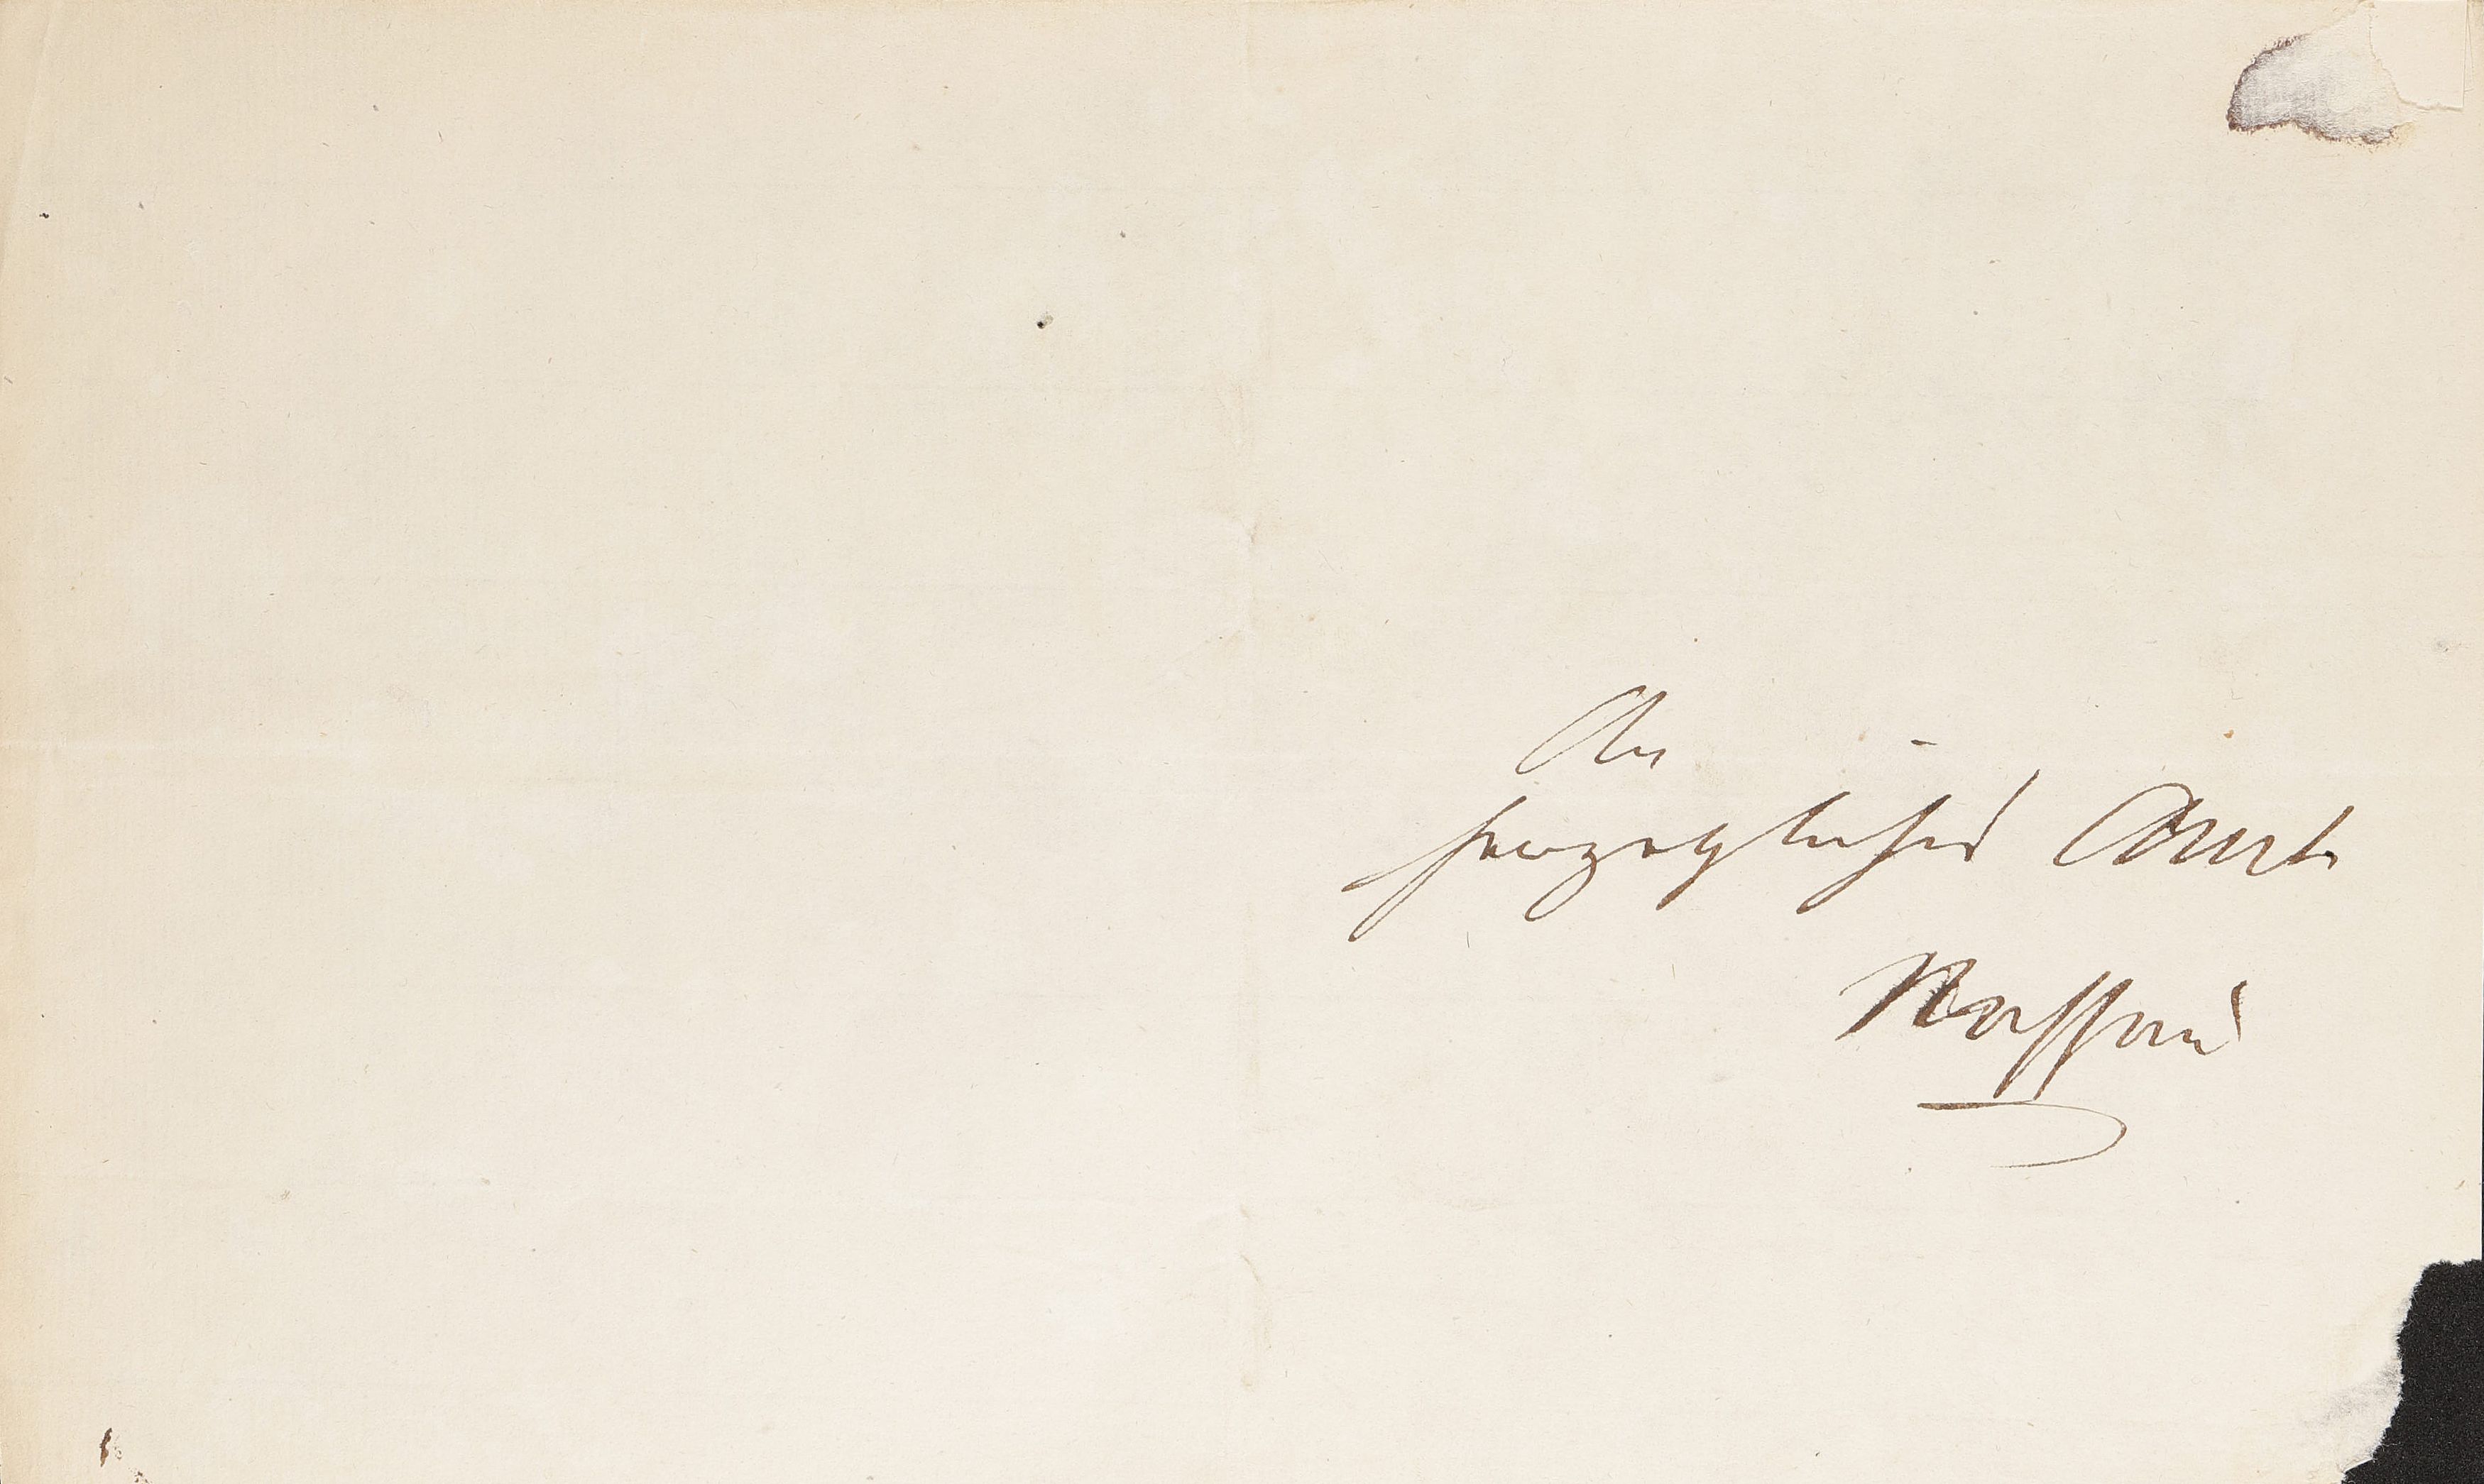 An
herzogliches Amt
Nassau